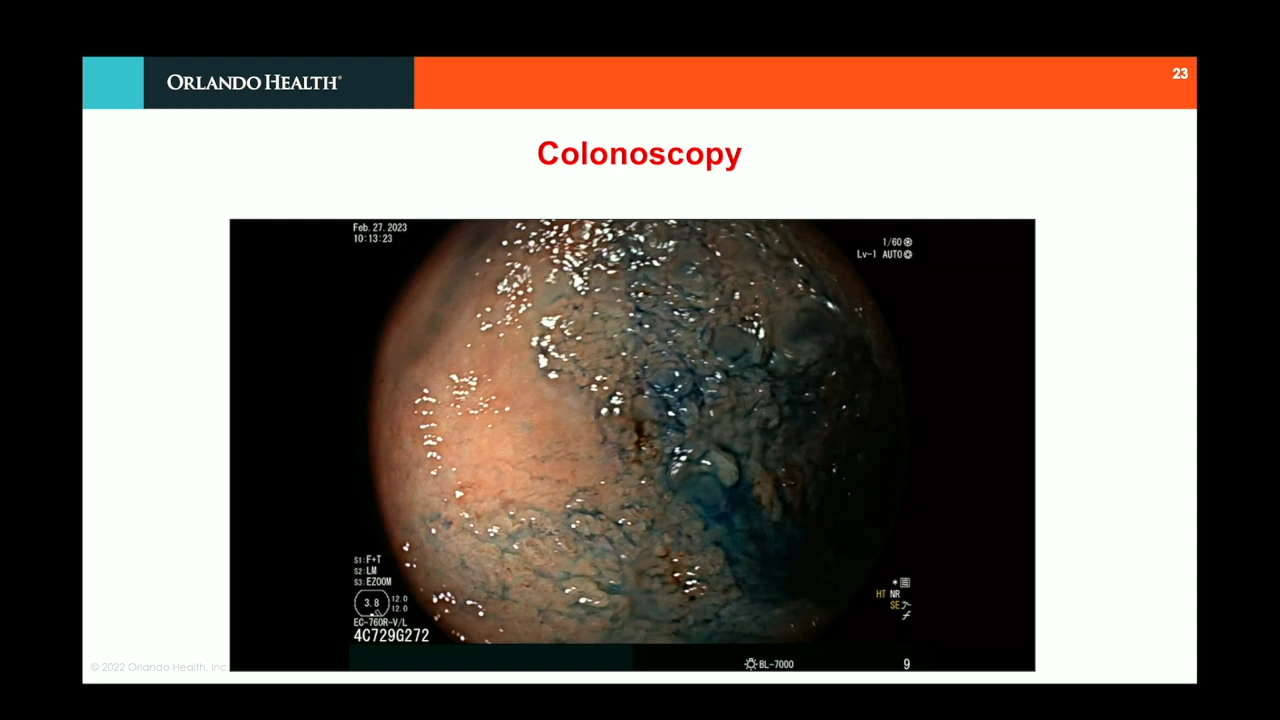 ORLANDO HEALTH®
23
Colonoscopy
Feb. 27. 2023
10:13:23
1/60
Lv-1 AUTO
S1:F+T
S2:LM
S3:EZOOM
3.8
12.0
12.0
EC-760R-V/L
4C729G272
HT NR
SE
© 2022 Orlando Health, Inc
BL-7000
9